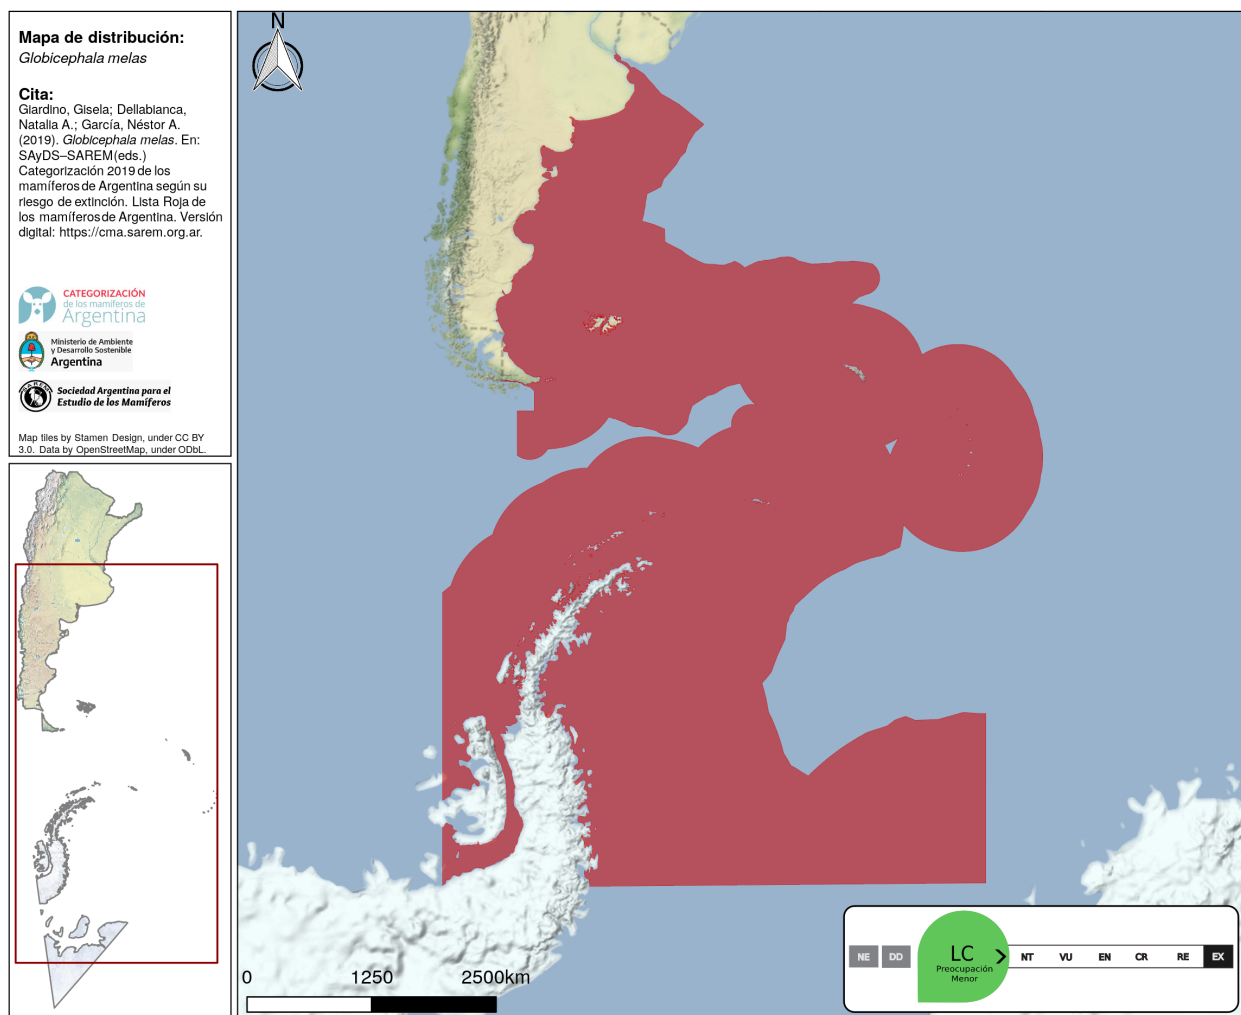 Mapa de distribución:
Globicephala melas
Cita:
Giardino, Gisela; Dellabianca,
Natalia A.; García, Néstor A.
(2019). Globicephala melas. En:
SAyDS–SAREM(eds.)
Categorización 2019 de los
mamíferos de Argentina según su
riesgo de extinción. Lista Roja de
los mamíferos de Argentina. Versión
digital: https://cma.sarem.org.ar.
CATEGORIZACIÓN
de los mamíferos de
Argentina
Ministerio de Ambiente
y Desarrollo Sostenible
Argentina
SAREM
Sociedad Argentina para el
Estudio de los Mamíferos
Map tiles by Stamen Design, under CC BY
3.0. Data by OpenStreetMap, under ODbL.
N
0 1250 2500km
NE DD LC NT VU EN CR RE EX
Preocupación
Menor